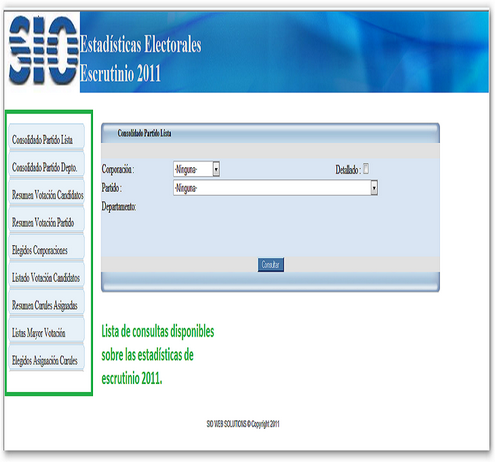 SIO
Estadísticas Electorales
Escrutinio 2011
Consolidado Partido Lista
Consolidado Partido Depto.
Resumen Votación Candidatos
Resumen Votación Partido
Elegidos Corporaciones
Listado Votación Candidatos
Resumen Curules Asignadas
Listas Mayor Votación
Elegidos Asignación Curules
Consolidado Partido Lista
Corporación : -Ninguna- Detallado :
Partido : -Ninguna-
Departamento:
Consultar
Lista de consultas disponibles
sobre las estadísticas de
escrutinio 2011.
SIO WEB SOLUTIONS © Copyright 2011